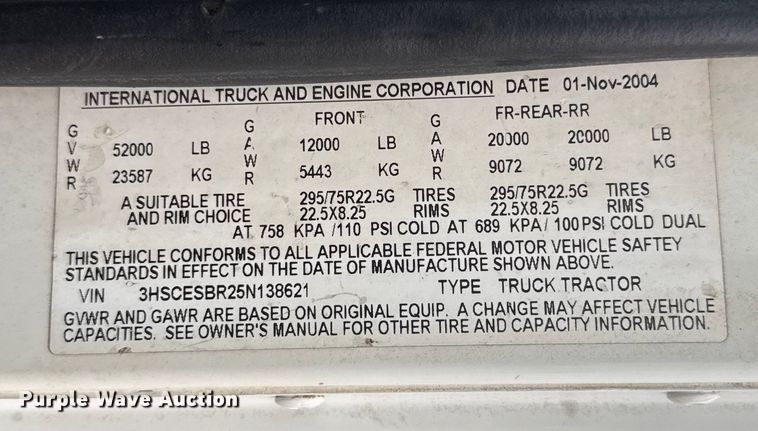 INTERNATIONAL TRUCK AND ENGINE CORPORATION DATE 01-Nov-2004
GVWR 52000 LB GAWR FRONT 12000 LB GAWR FR-REAR-RR 20000 20000 LB
23587 KG 5443 KG 9072 9072 KG
A SUITABLE TIRE 295/75R22.5G TIRES 295/75R22.5G TIRES
AND RIM CHOICE 22.5X8.25 RIMS 22.5X8.25 RIMS
AT 758 KPA /110 PSI COLD AT 689 KPA/ 100 PSI COLD DUAL
THIS VEHICLE CONFORMS TO ALL APPLICABLE FEDERAL MOTOR VEHICLE SAFTEY
STANDARDS IN EFFECT ON THE DATE OF MANUFACTURE SHOWN ABOVE.
VIN 3HSCESBR25N138621 TYPE TRUCK TRACTOR
GVWR AND GAWR ARE BASED ON ORIGINAL EQUIP. A CHANGE MAY AFFECT VEHICLE
CAPACITIES. SEE OWNER'S MANUAL FOR OTHER TIRE AND CAPACITY INFORMATION.
Purple Wave Auction